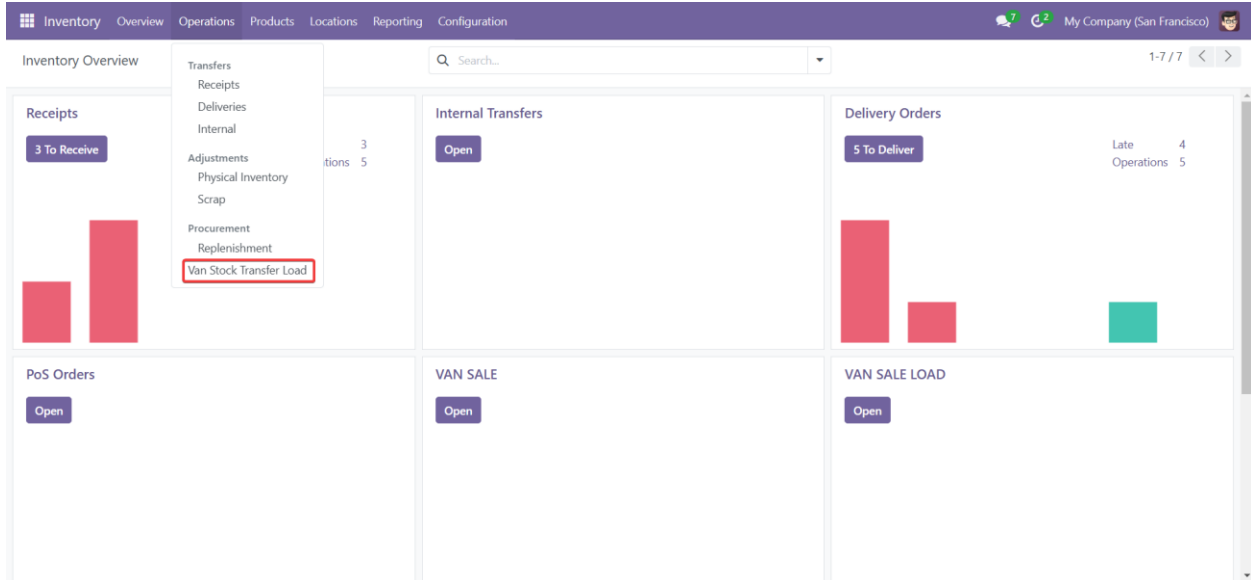 Inventory Overview Operations Products Locations Reporting Configuration 7 2 My Company (San Francisco)
Inventory Overview Search... 1-7 / 7
Transfers
Receipts
Deliveries
Internal
Adjustments
Physical Inventory
Scrap
Procurement
Replenishment
Van Stock Transfer Load
Receipts
3 To Receive
3
5
Internal Transfers
Open
Delivery Orders
5 To Deliver
Late 4
Operations 5
PoS Orders
Open
VAN SALE
Open
VAN SALE LOAD
Open